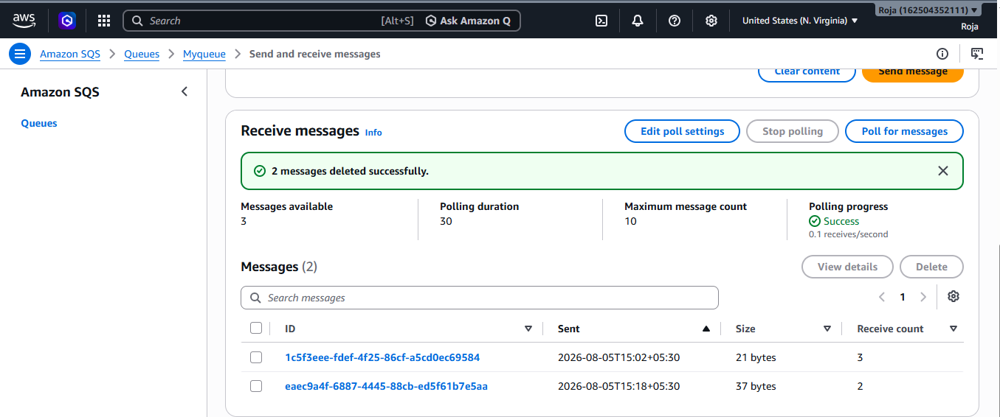 aws
Search [Alt+S] Ask Amazon Q
United States (N. Virginia) ▼
Roja (162504352111) ▼
Roja
Amazon SQS > Queues > Myqueue > Send and receive messages
Amazon SQS
Queues
Clear content Send message
Receive messages Info
Edit poll settings Stop polling Poll for messages
2 messages deleted successfully.
Messages available Polling duration Maximum message count Polling progress
3 30 10 Success
0.1 receives/second
Messages (2)
View details Delete
Search messages
1
ID Sent Size Receive count
1c5f3eee-fdef-4f25-86cf-a5cd0ec69584 2026-08-05T15:02+05:30 21 bytes 3
eaec9a4f-6887-4445-88cb-ed5f61b7e5aa 2026-08-05T15:18+05:30 37 bytes 2